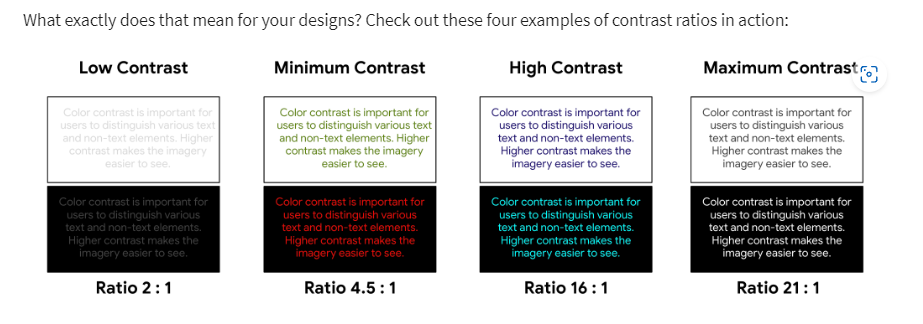 What exactly does that mean for your designs? Check out these four examples of contrast ratios in action:
Low Contrast
Color contrast is important for
users to distinguish various text
and non-text elements. Higher
contrast makes the imagery
easier to see.
Color contrast is important for
users to distinguish various
text and non-text elements.
Higher contrast makes the
imagery easier to see.
Ratio 2 : 1
Minimum Contrast
Color contrast is important for
users to distinguish various text
and non-text elements. Higher
contrast makes the imagery
easier to see.
Color contrast is important for
users to distinguish various
text and non-text elements.
Higher contrast makes the
imagery easier to see.
Ratio 4.5 : 1
High Contrast
Color contrast is important for
users to distinguish various
text and non-text elements.
Higher contrast makes the
imagery easier to see.
Color contrast is important for
users to distinguish various
text and non-text elements.
Higher contrast makes the
imagery easier to see.
Ratio 16 : 1
Maximum Contrast
Color contrast is important for
users to distinguish various
text and non-text elements.
Higher contrast makes the
imagery easier to see.
Color contrast is important for
users to distinguish various
text and non-text elements.
Higher contrast makes the
imagery easier to see.
Ratio 21 : 1